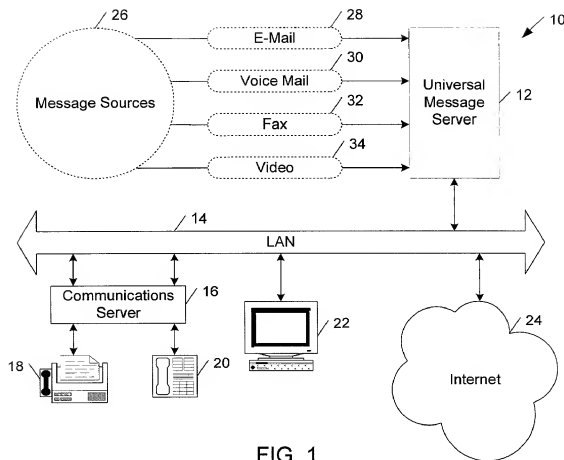 26
28
10
E-Mail
30
Voice Mail
Universal
Message
Server
12
Message Sources
32
Fax
34
Video
14
LAN
Communications
Server
16
18
20
22
24
Internet
FIG. 1